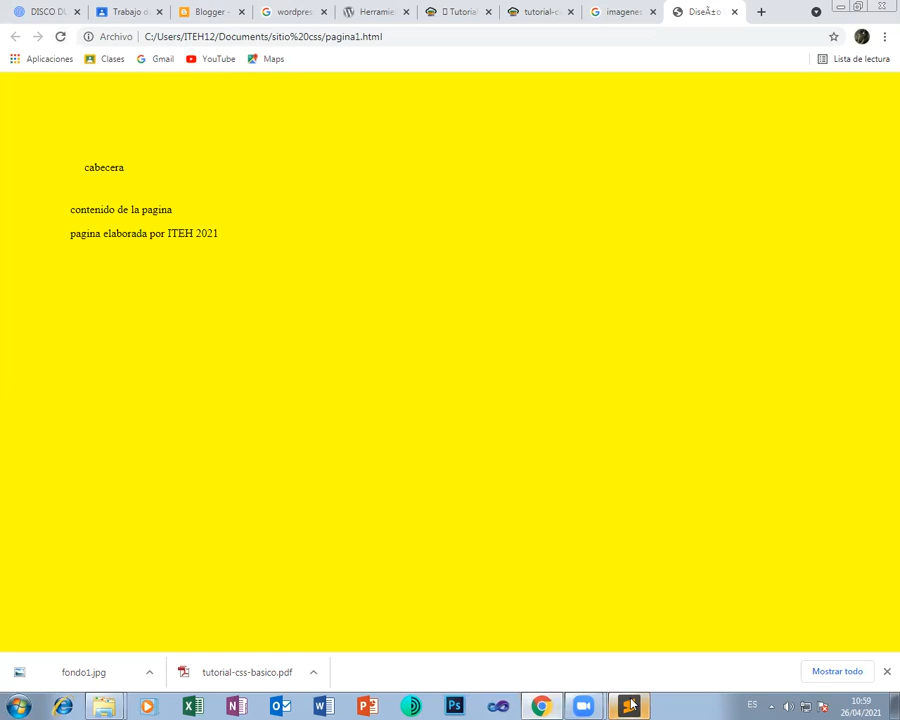 DISCO DU
Trabajo d
Blogger -
wordpres
Herramie
Tutorial
tutorial-c
imagenes
DiseÃ±o
Archivo C:/Users/ITEH12/Documents/sitio%20css/pagina1.html
Aplicaciones Clases Gmail YouTube Maps Lista de lectura
cabecera
contenido de la pagina
pagina elaborada por ITEH 2021
fondo1.jpg tutorial-css-basico.pdf Mostrar todo
ES 10:59
26/04/2021